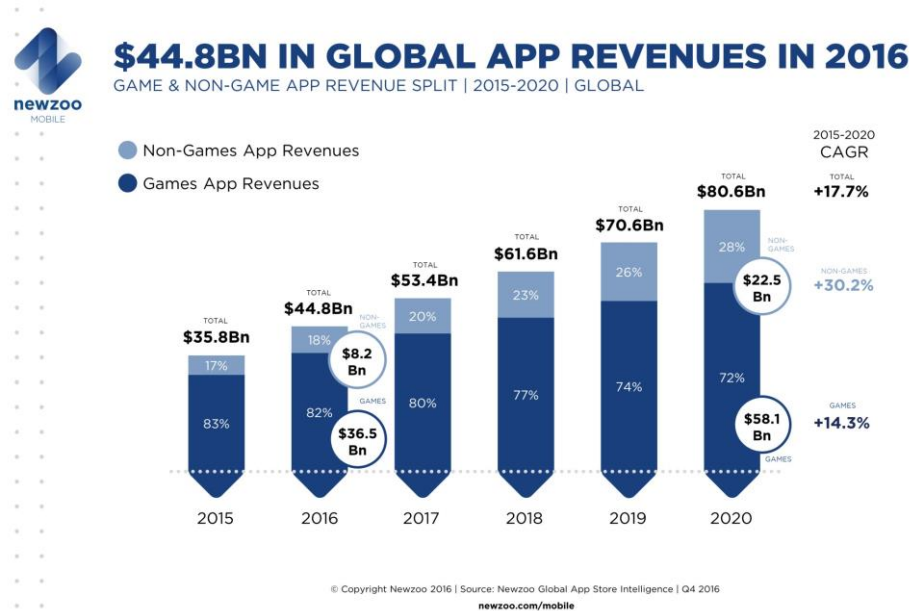 newzoo
MOBILE
$44.8BN IN GLOBAL APP REVENUES IN 2016
GAME & NON-GAME APP REVENUE SPLIT | 2015-2020 | GLOBAL
Non-Games App Revenues
Games App Revenues
2015-2020
CAGR
TOTAL
+17.7%
NON-GAMES
+30.2%
GAMES
+14.3%
TOTAL
$35.8Bn
17%
83%
TOTAL
$44.8Bn
18%
NON-
GAMES
$8.2
Bn
82%
GAMES
$36.5
Bn
TOTAL
$53.4Bn
20%
80%
TOTAL
$61.6Bn
23%
77%
TOTAL
$70.6Bn
26%
74%
TOTAL
$80.6Bn
28%
NON-
GAMES
$22.5
Bn
72%
$58.1
Bn
GAMES
2015
2016
2017
2018
2019
2020
© Copyright Newzoo 2016 | Source: Newzoo Global App Store Intelligence | Q4 2016
newzoo.com/mobile